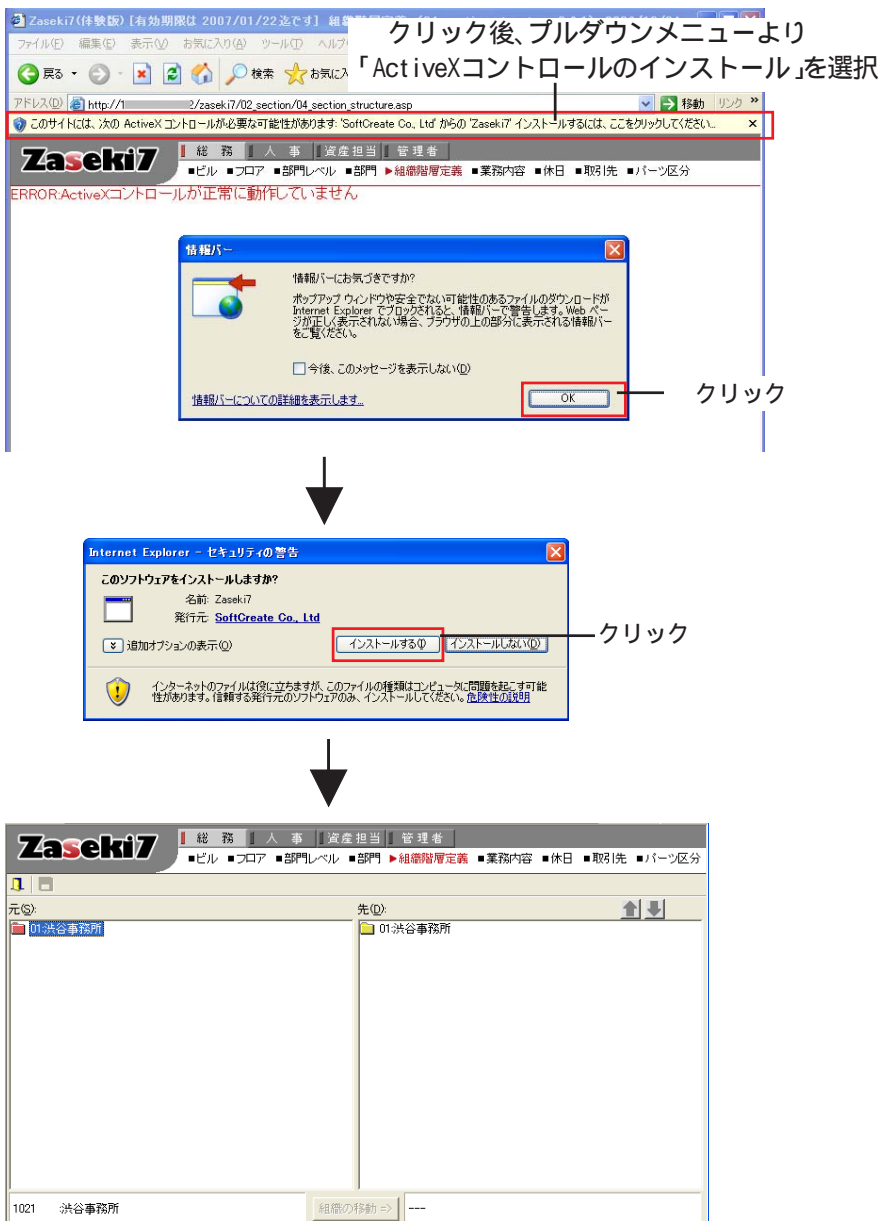 Zaseki7(体験版) [有効期限は 2007/01/22迄です]
クリック後、プルダウンメニューより
「ActiveXコントロールのインストール」を選択
ファイル(F) 編集(E) 表示(V) お気に入り(A) ツール(T)
戻る 検索 お気に入
アドレス(D) http://1 2/zaseki7/02_section/04_section_structure.asp 移動 リンク »
このサイトには、次の ActiveX コントロールが必要な可能性があります: 'SoftCreate Co., Ltd' からの 'Zaseki7' インストールするには、ここをクリックしてください...
Zaseki7
総 務 人 事 資産担当 管理者
■ビル ■フロア ■部門レベル ■部門 ▶組織階層定義 ■業務内容 ■休日 ■取引先 ■パーツ区分
ERROR:ActiveXコントロールが正常に動作していません
情報バー
情報バーにお気づきですか?
ポップアップ ウィンドウや安全でない可能性のあるファイルのダウンロードが
Internet Explorer でブロックされると、情報バーで警告します。Web ペー
ジが正しく表示されない場合、ブラウザの上の部分に表示される情報バー
をご覧ください。
今後、このメッセージを表示しない(D)
情報バーについての詳細を表示します...
OK
クリック
Internet Explorer - セキュリティの警告
このソフトウェアをインストールしますか?
名前: Zaseki7
発行元: SoftCreate Co., Ltd
追加オプションの表示(O)
インストールする(I) インストールしない(D)
クリック
インターネットのファイルは役に立ちますが、このファイルの種類はコンピュータに問題を起こす可能
性があります。信頼する発行元のソフトウェアのみ、インストールしてください。危険性の説明
Zaseki7
総 務 人 事 資産担当 管理者
■ビル ■フロア ■部門レベル ■部門 ▶組織階層定義 ■業務内容 ■休日 ■取引先 ■パーツ区分
元(S): 先(D):
01:渋谷事務所 01:渋谷事務所
1021 :渋谷事務所 組織の移動 => ---